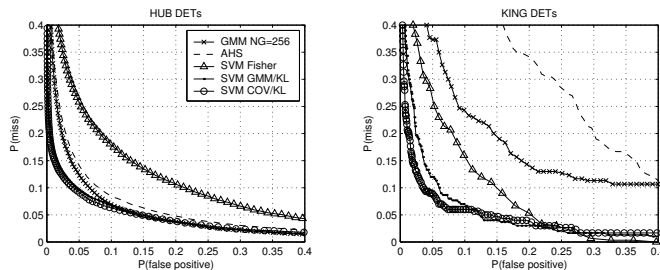 HUB DETs
0.4
0.35
0.3
0.25
0.2
0.15
0.1
0.05
0
P(miss)
GMM NG=256
AHS
SVM Fisher
SVM GMM/KL
SVM COV/KL
0 0.05 0.1 0.15 0.2 0.25 0.3 0.35 0.4
P(false positive)
KING DETs
0.4
0.35
0.3
0.25
0.2
0.15
0.1
0.05
0
P(miss)
0 0.05 0.1 0.15 0.2 0.25 0.3 0.35 0.4
P(false positive)